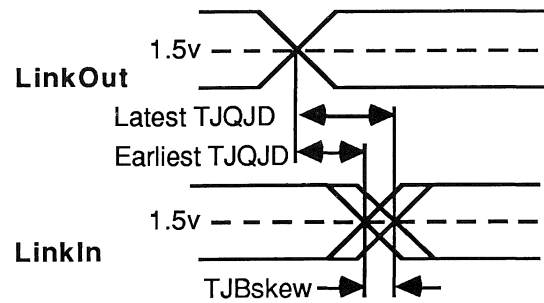 1.5v
LinkOut
Latest TJQJD
Earliest TJQJD
1.5v
LinkIn
TJBskew